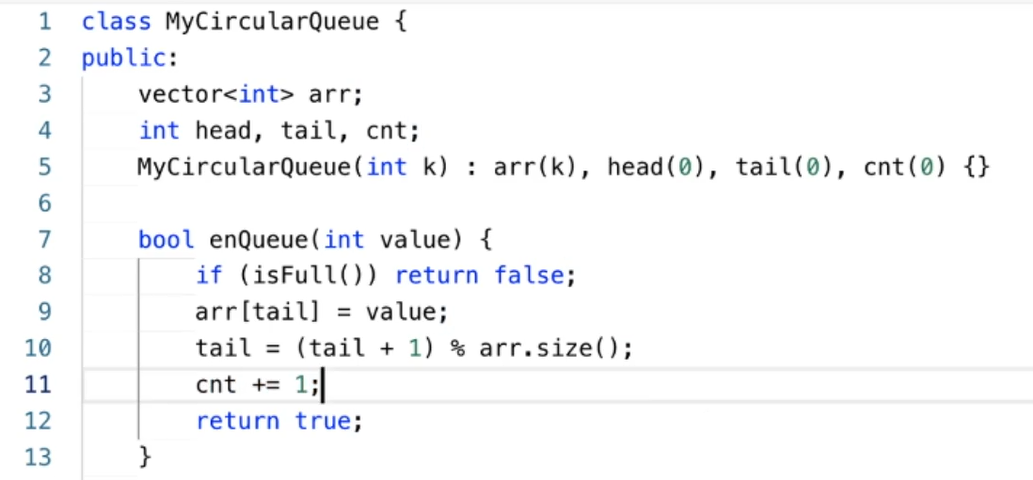 1 class MyCircularQueue {
2 public:
3     vector<int> arr;
4     int head, tail, cnt;
5     MyCircularQueue(int k) : arr(k), head(0), tail(0), cnt(0) {}
6
7     bool enQueue(int value) {
8         if (isFull()) return false;
9         arr[tail] = value;
10         tail = (tail + 1) % arr.size();
11         cnt += 1;
12         return true;
13     }